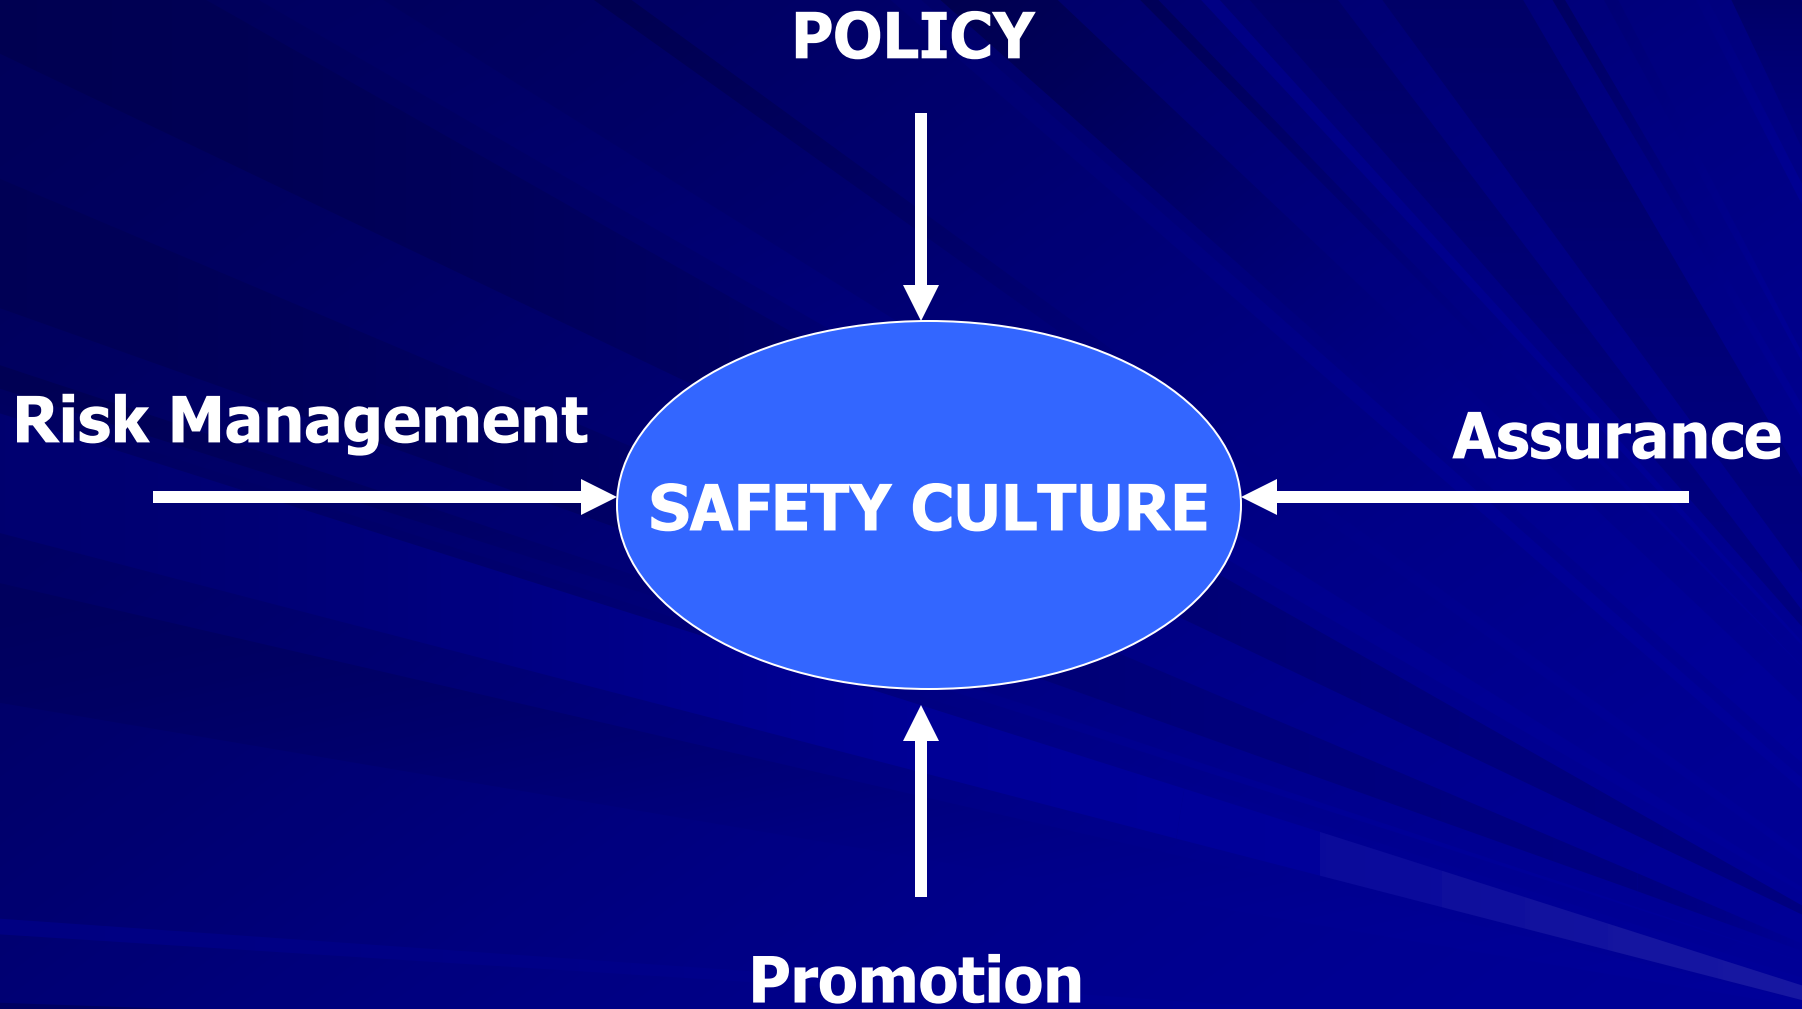 POLICY
Risk Management
Assurance
SAFETY CULTURE
Promotion